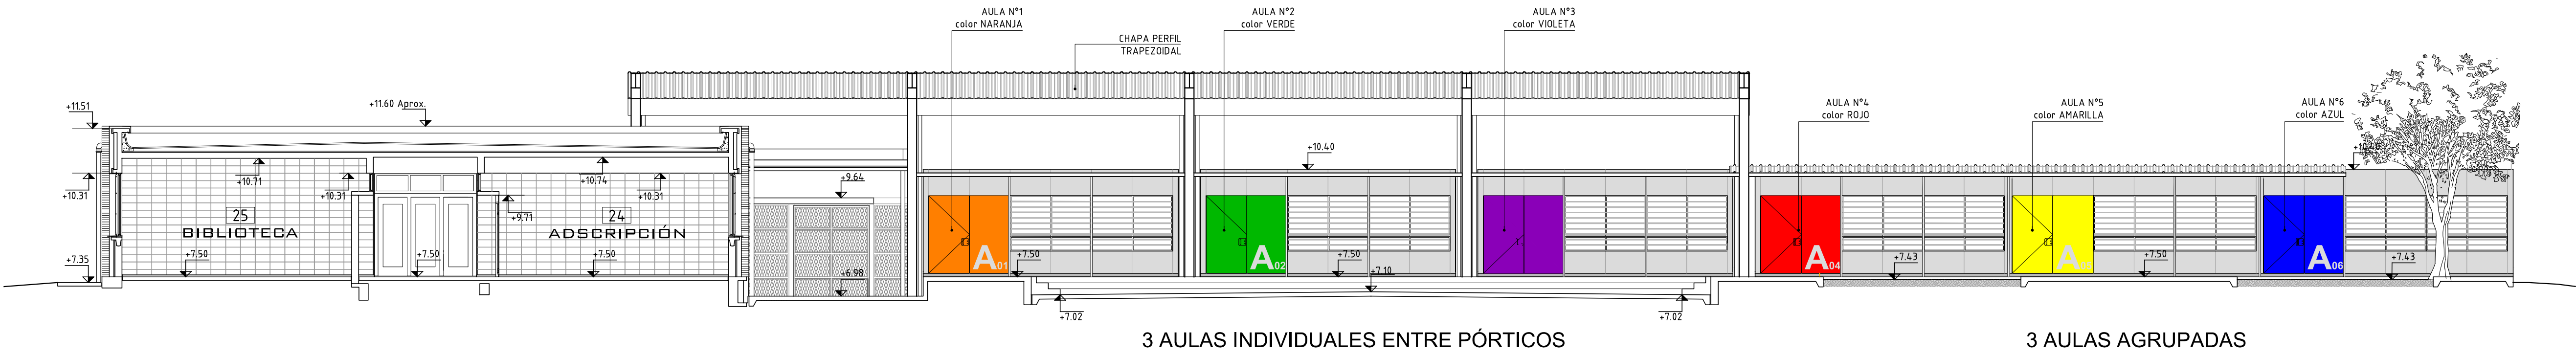 AULA N°1
color NARANJA
AULA N°2
color VERDE
AULA N°3
color VIOLETA
CHAPA PERFIL
TRAPEZOIDAL
+11.51
+11.60 Aprox.
AULA N°4
color ROJO
AULA N°5
color AMARILLA
AULA N°6
color AZUL
+10.40
+10.40
+10.71
+10.74
+10.31
+10.31
+10.31
+9.64
+9.71
25
BIBLIOTECA
24
ADSCRIPCIÓN
+7.35
+7.50
+7.50
+7.50
+6.98
A01
+7.50
A02
+7.50
+7.10
A04
+7.43
A05
+7.50
A06
+7.43
+7.02
+7.02
3 AULAS INDIVIDUALES ENTRE PÓRTICOS
3 AULAS AGRUPADAS